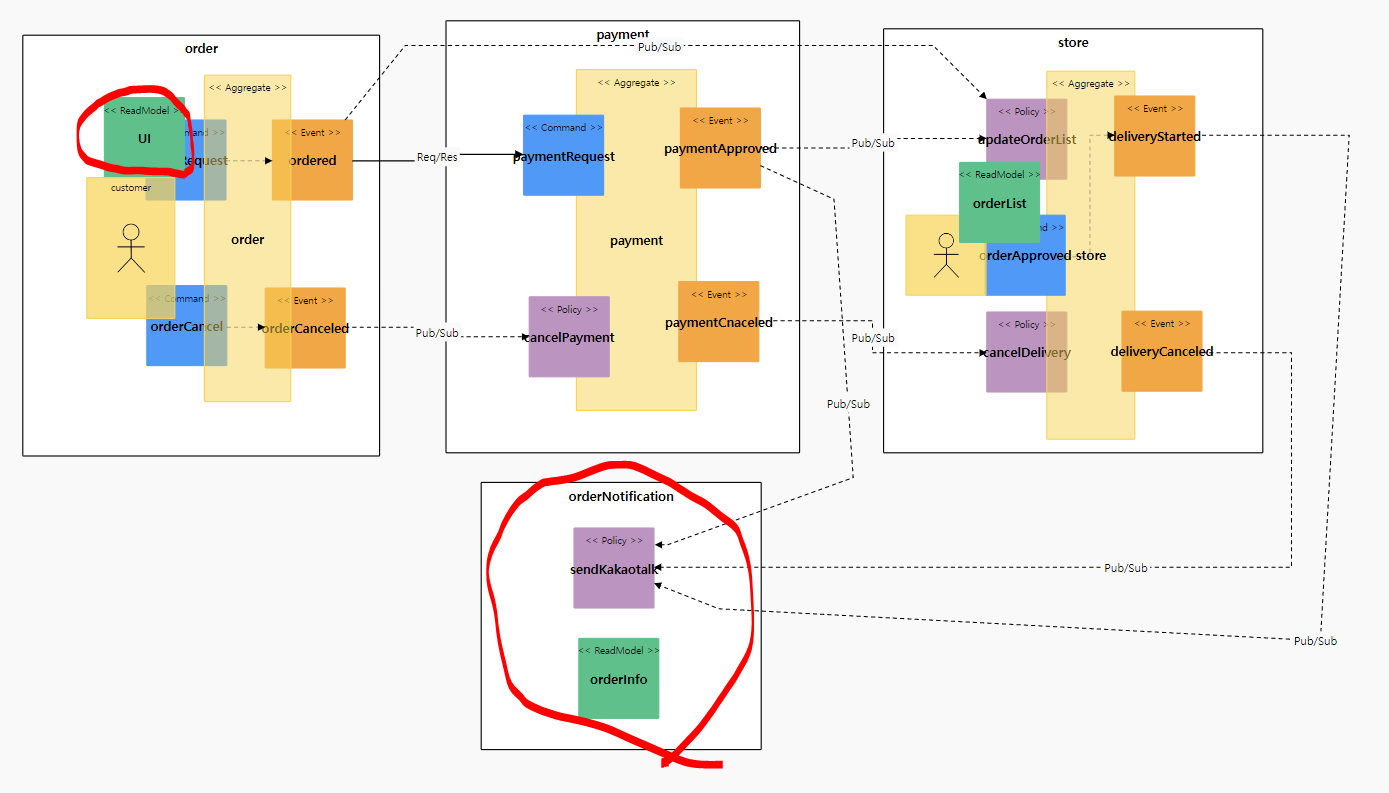 order
<< Aggregate >>
<< ReadModel >>
UI
mand >>
Request
<< Event >>
ordered
customer
order
<< Command >>
orderCancel
<< Event >>
orderCanceled
Req/Res
Pub/Sub
payment
Pub/Sub
<< Aggregate >>
<< Command >>
paymentRequest
<< Event >>
paymentApproved
payment
<< Policy >>
cancelPayment
<< Event >>
paymentCnaceled
Pub/Sub
Pub/Sub
Pub/Sub
store
<< Aggregate >>
<< Policy >>
updateOrderList
<< Event >>
deliveryStarted
<< ReadModel >>
orderList
nd >>
orderApproved
store
<< Policy >>
cancelDelivery
<< Event >>
deliveryCanceled
orderNotification
<< Policy >>
sendKakaotalk
<< ReadModel >>
orderInfo
Pub/Sub
Pub/Sub